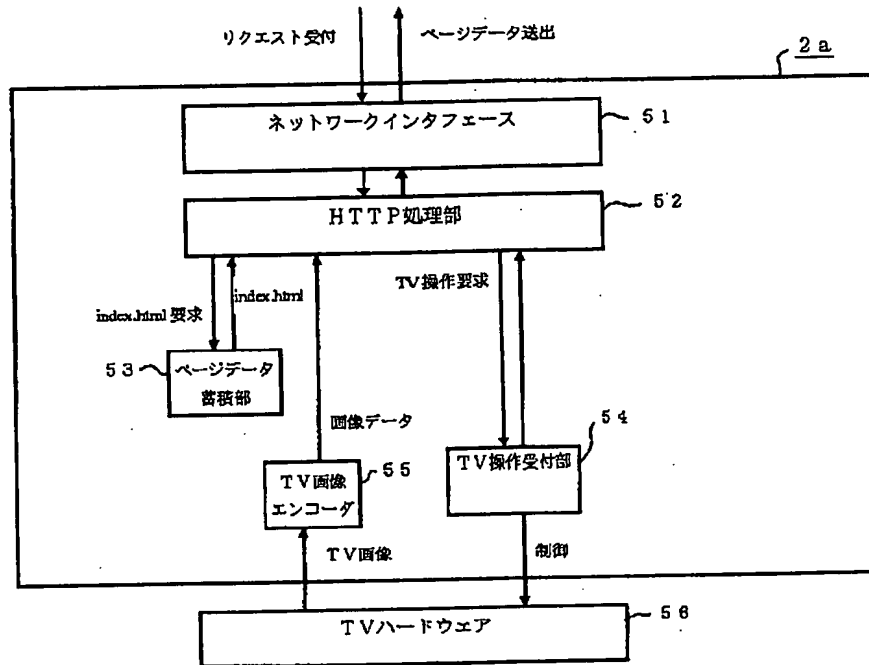 リクエスト受付
ページデータ送出
2a
ネットワークインタフェース
51
HTTP処理部
52
index.html 要求
index.html
TV操作要求
53
ページデータ
蓄積部
画像データ
54
TV操作受付部
TV画像
エンコーダ
55
TV画像
制御
TVハードウェア
56